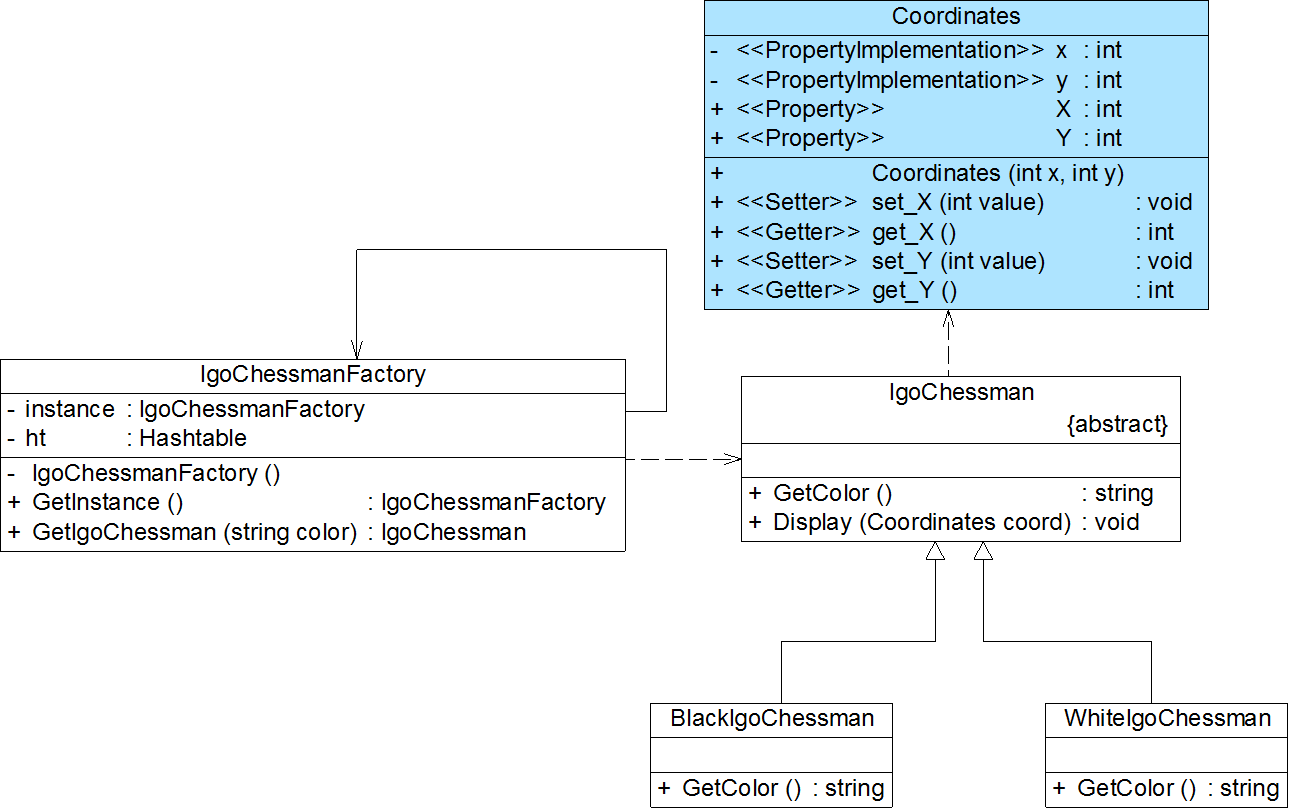 Coordinates
- <<PropertyImplementation>> x : int
- <<PropertyImplementation>> y : int
+ <<Property>> X : int
+ <<Property>> Y : int
+ Coordinates (int x, int y)
+ <<Setter>> set_X (int value) : void
+ <<Getter>> get_X () : int
+ <<Setter>> set_Y (int value) : void
+ <<Getter>> get_Y () : int
IgoChessmanFactory
- instance : IgoChessmanFactory
- ht : Hashtable
- IgoChessmanFactory ()
+ GetInstance () : IgoChessmanFactory
+ GetIgoChessman (string color) : IgoChessman
IgoChessman
{abstract}
+ GetColor () : string
+ Display (Coordinates coord) : void
BlackIgoChessman
+ GetColor () : string
WhiteIgoChessman
+ GetColor () : string